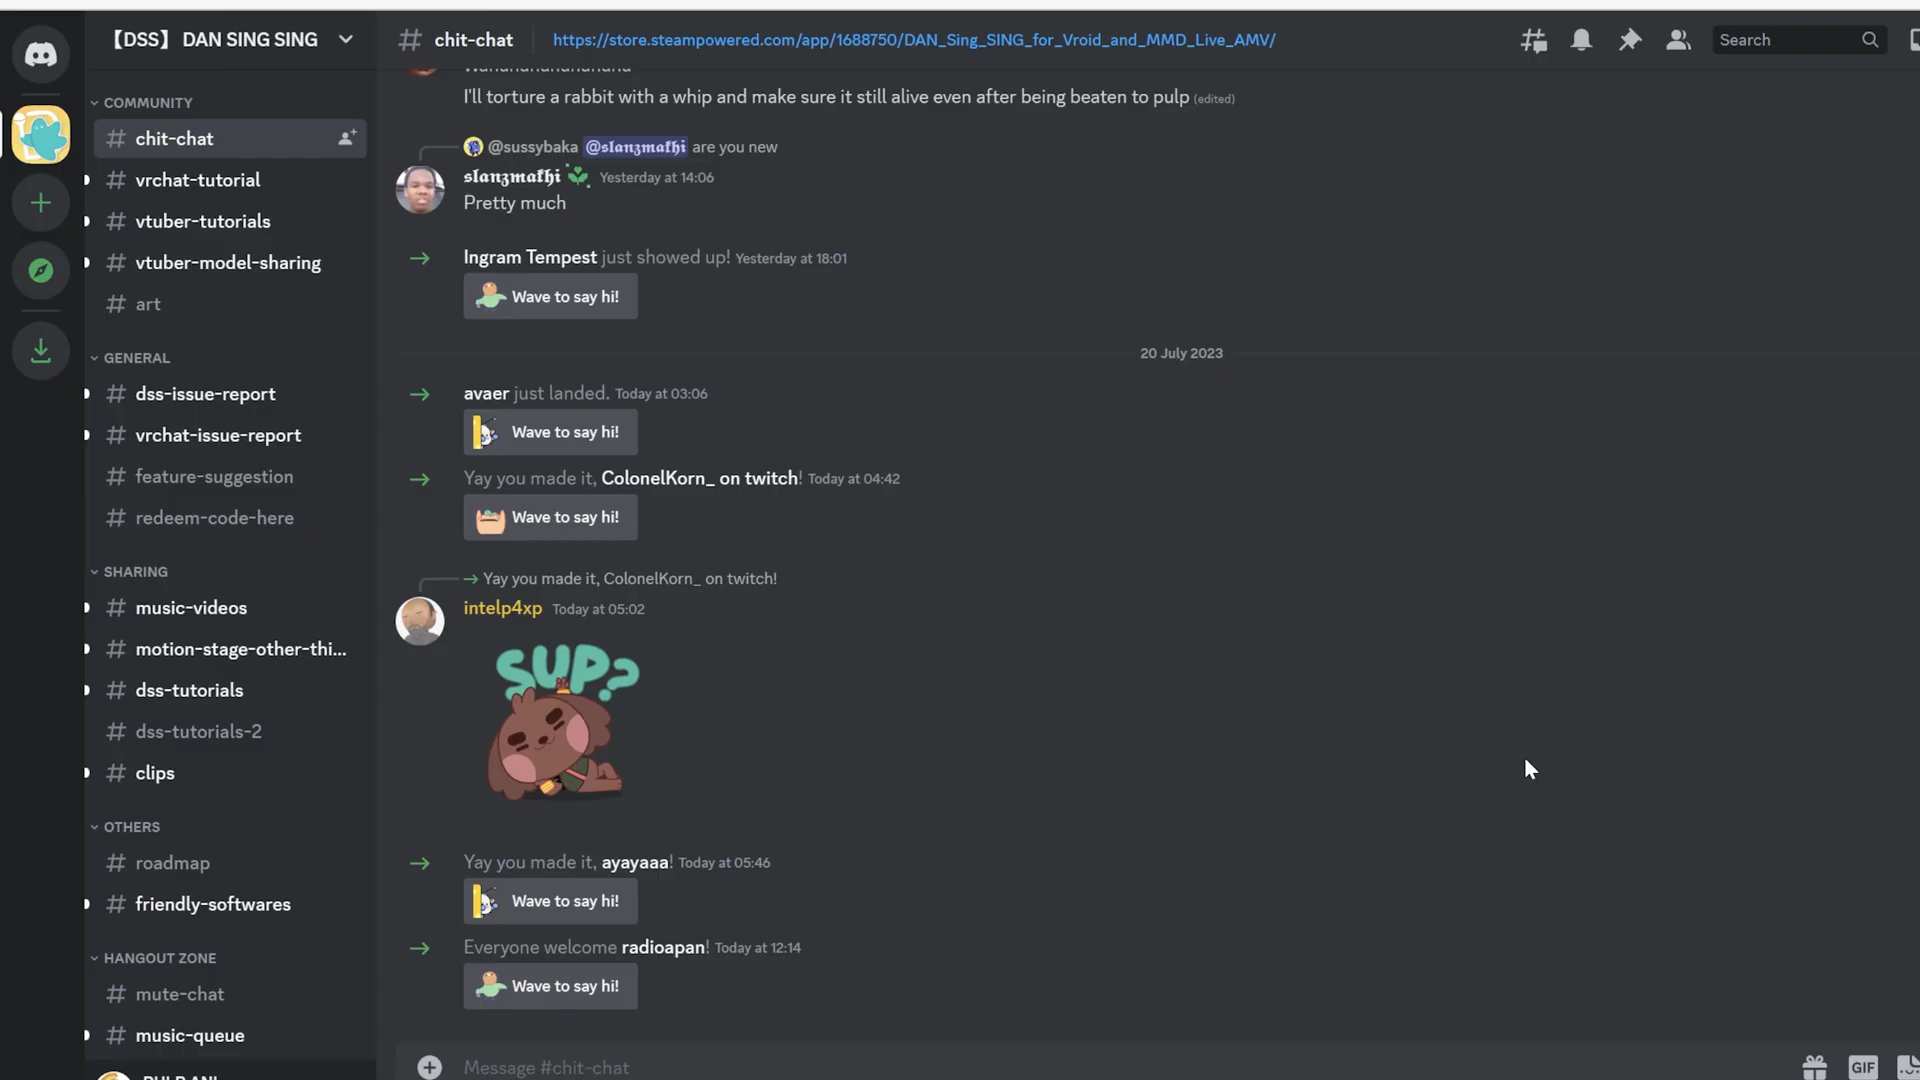 【DSS】 DAN SING SING
COMMUNITY
chit-chat
vrchat-tutorial
vtuber-tutorials
vtuber-model-sharing
art
GENERAL
dss-issue-report
vrchat-issue-report
feature-suggestion
redeem-code-here
SHARING
music-videos
motion-stage-other-thi...
dss-tutorials
dss-tutorials-2
clips
OTHERS
roadmap
friendly-softwares
HANGOUT ZONE
mute-chat
music-queue
chit-chat
https://store.steampowered.com/app/1688750/DAN_Sing_SING_for_Vroid_and_MMD_Live_AMV/
Search
I'll torture a rabbit with a whip and make sure it still alive even after being beaten to pulp (edited)
@sussybaka @𝖘𝖑𝖆𝖓𝖟𝖒𝖆𝖐𝖍𝖎 are you new
𝖘𝖑𝖆𝖓𝖟𝖒𝖆𝖐𝖍𝖎 Yesterday at 14:06
Pretty much
Ingram Tempest just showed up! Yesterday at 18:01
Wave to say hi!
20 July 2023
avaer just landed. Today at 03:06
Wave to say hi!
Yay you made it, ColonelKorn_ on twitch! Today at 04:42
Wave to say hi!
Yay you made it, ColonelKorn_ on twitch!
intelp4xp Today at 05:02
SUP?
Yay you made it, ayayaaa! Today at 05:46
Wave to say hi!
Everyone welcome radioapan! Today at 12:14
Wave to say hi!
Message #chit-chat
GIF